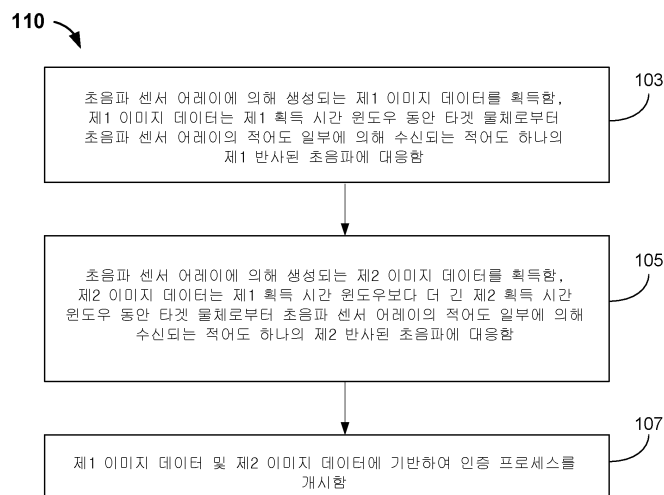 110
초음파 센서 어레이에 의해 생성되는 제1 이미지 데이터를 획득함,
제1 이미지 데이터는 제1 획득 시간 윈도우 동안 타겟 물체로부터
초음파 센서 어레이의 적어도 일부에 의해 수신되는 적어도 하나의
제1 반사된 초음파에 대응함
103
초음파 센서 어레이에 의해 생성되는 제2 이미지 데이터를 획득함,
제2 이미지 데이터는 제1 획득 시간 윈도우보다 더 긴 제2 획득 시간
윈도우 동안 타겟 물체로부터 초음파 센서 어레이의 적어도 일부에 의해
수신되는 적어도 하나의 제2 반사된 초음파에 대응함
105
제1 이미지 데이터 및 제2 이미지 데이터에 기반하여 인증 프로세스를
개시함
107